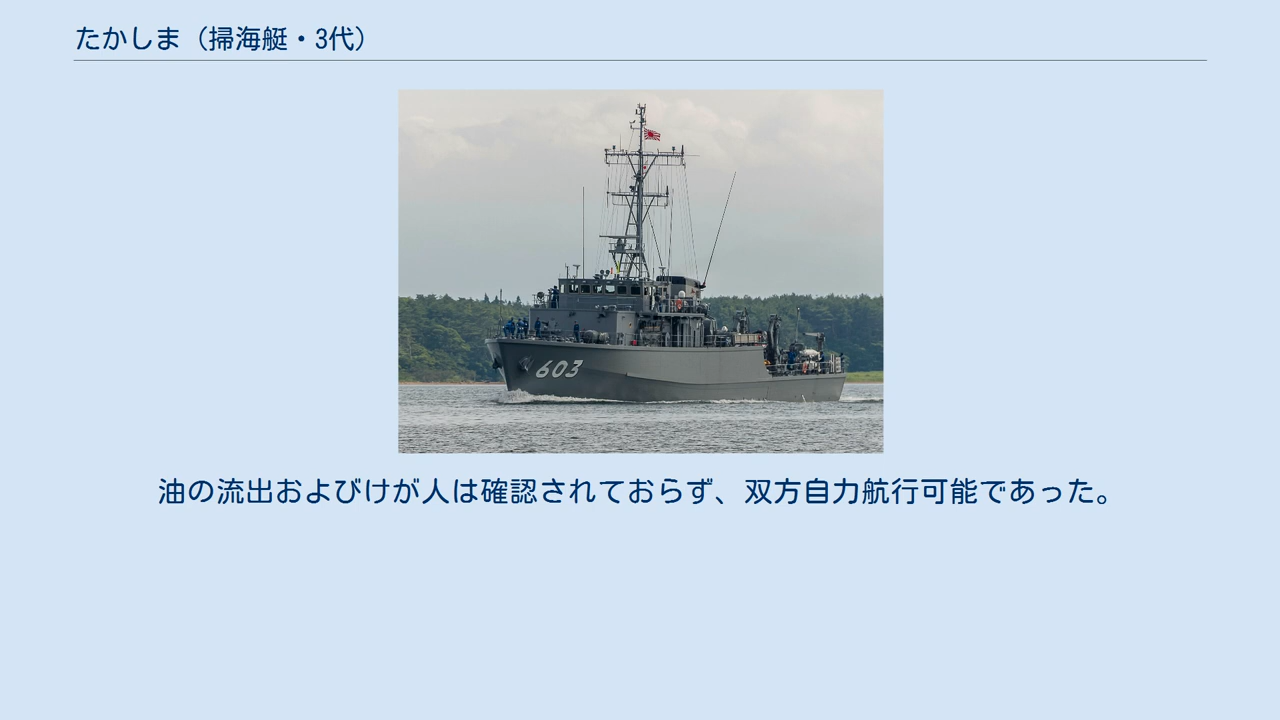 たかしま（掃海艇・3代）
603
油の流出およびけが人は確認されておらず、双方自力航行可能であった。